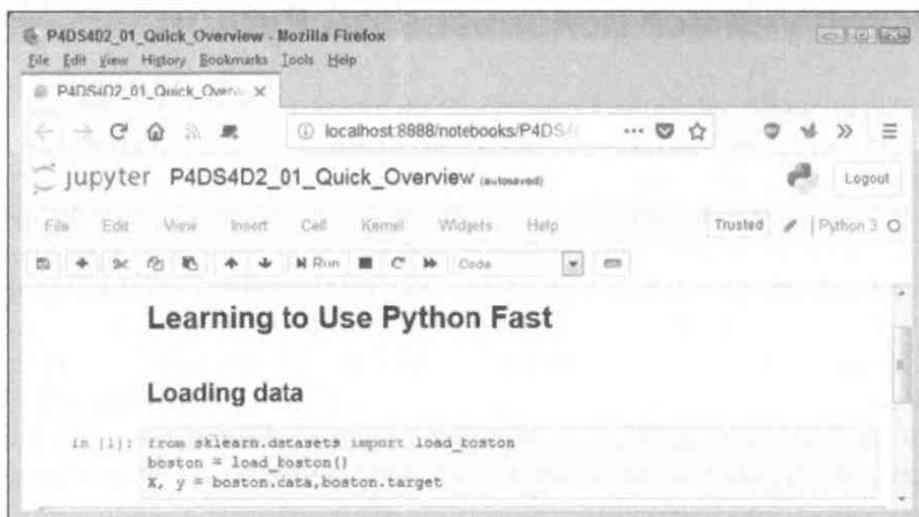 P4DS4D2_01_Quick_Overview - Mozilla Firefox
File Edit View History Bookmarks Tools Help
P4DS4D2_01_Quick_Overvi
localhost:8888/notebooks/P4DS4
jupyter P4DS4D2_01_Quick_Overview (autosaved)
Logout
File Edit View Insert Cell Kernel Widgets Help
Trusted
Python 3
Run
Code
Learning to Use Python Fast
Loading data
In [1]: from sklearn.datasets import load_boston
boston = load_boston()
X, y = boston.data,boston.target